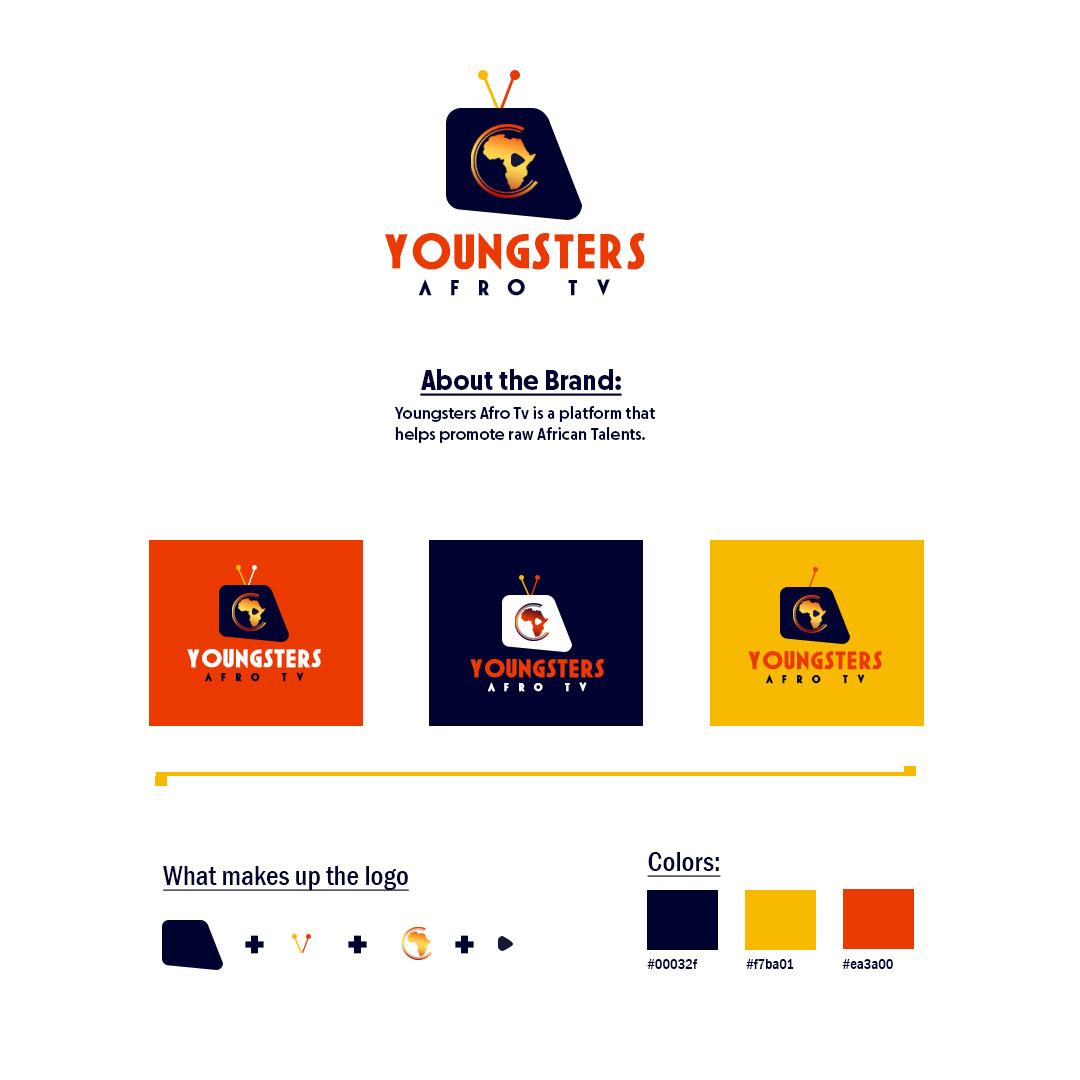 YOUNGSTERS
AFRO TV
About the Brand:
Youngsters Afro Tv is a platform that
helps promote raw African Talents.
YOUNGSTERS
AFRO TV
YOUNGSTERS
AFRO TV
YOUNGSTERS
AFRO TV
What makes up the logo
Colors:
#00032f
#f7ba01
#ea3a00